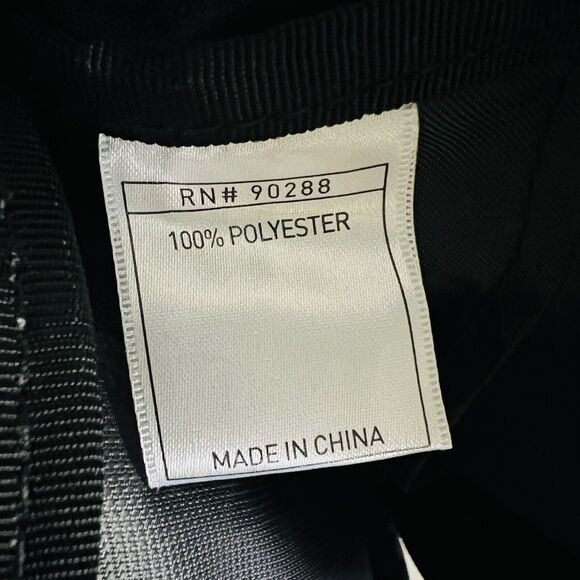 RN# 90288
100% POLYESTER
MADE IN CHINA